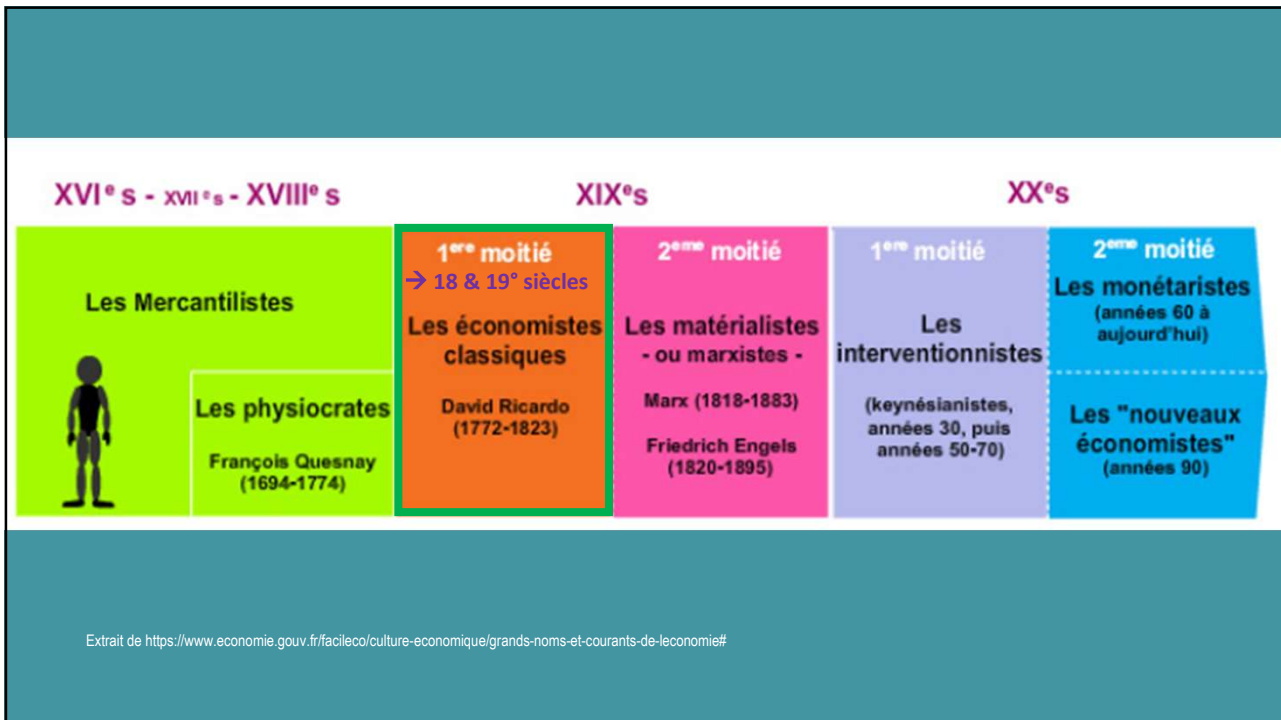 XVIᵉ s - XVIIᵉs - XVIIIᵉ s
XIXᵉs
XXᵉs
Les Mercantilistes
Les physiocrates
François Quesnay
(1694-1774)
1ᵉʳᵉ moitié
→ 18 & 19° siècles
Les économistes
classiques
David Ricardo
(1772-1823)
2ᵉᵐᵉ moitié
Les matérialistes
- ou marxistes -
Marx (1818-1883)
Friedrich Engels
(1820-1895)
1ᵉʳᵉ moitié
Les
interventionnistes
(keynésianistes,
années 30, puis
années 50-70)
2ᵉᵐᵉ moitié
Les monétaristes
(années 60 à
aujourd'hui)
Les "nouveaux
économistes"
(années 90)
Extrait de https://www.economie.gouv.fr/facileco/culture-economique/grands-noms-et-courants-de-leconomie#